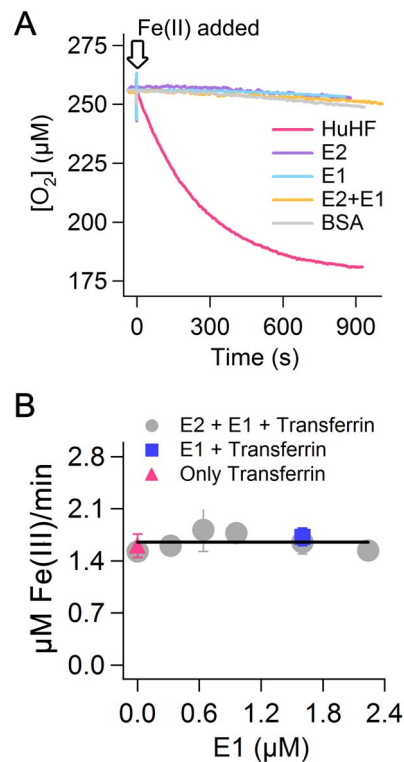 A
Fe(II) added
275
250
225
200
175
[O₂] (µM)
HuHF
E2
E1
E2+E1
BSA
0 300 600 900
Time (s)
B
E2 + E1 + Transferrin
E1 + Transferrin
Only Transferrin
2.8
2.1
1.4
0.7
0.0
µM Fe(III)/min
0.0 0.6 1.2 1.8 2.4
E1 (µM)